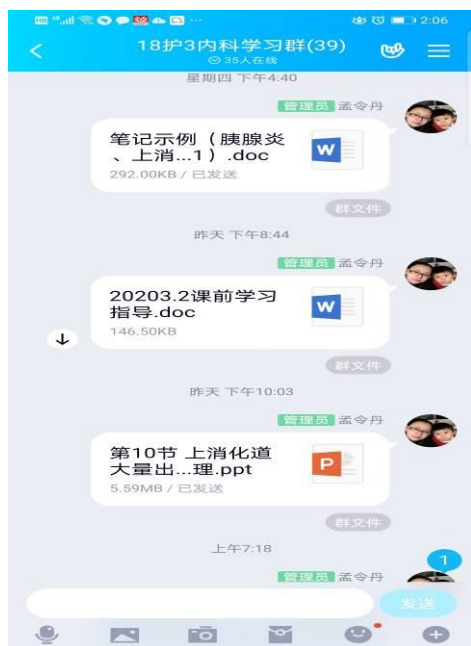 2:06
18护3内科学习群(39)
35人在线
星期四 下午4:40
管理员 孟令丹
笔记示例（胰腺炎
、上消...1）.doc
292.00KB / 已发送
群文件
昨天 下午8:44
管理员 孟令丹
20203.2课前学习
指导.doc
146.50KB
群文件
昨天 下午10:03
管理员 孟令丹
第10节 上消化道
大量出...理.ppt
5.59MB / 已发送
群文件
上午7:18
1
管理员 孟令丹
发送